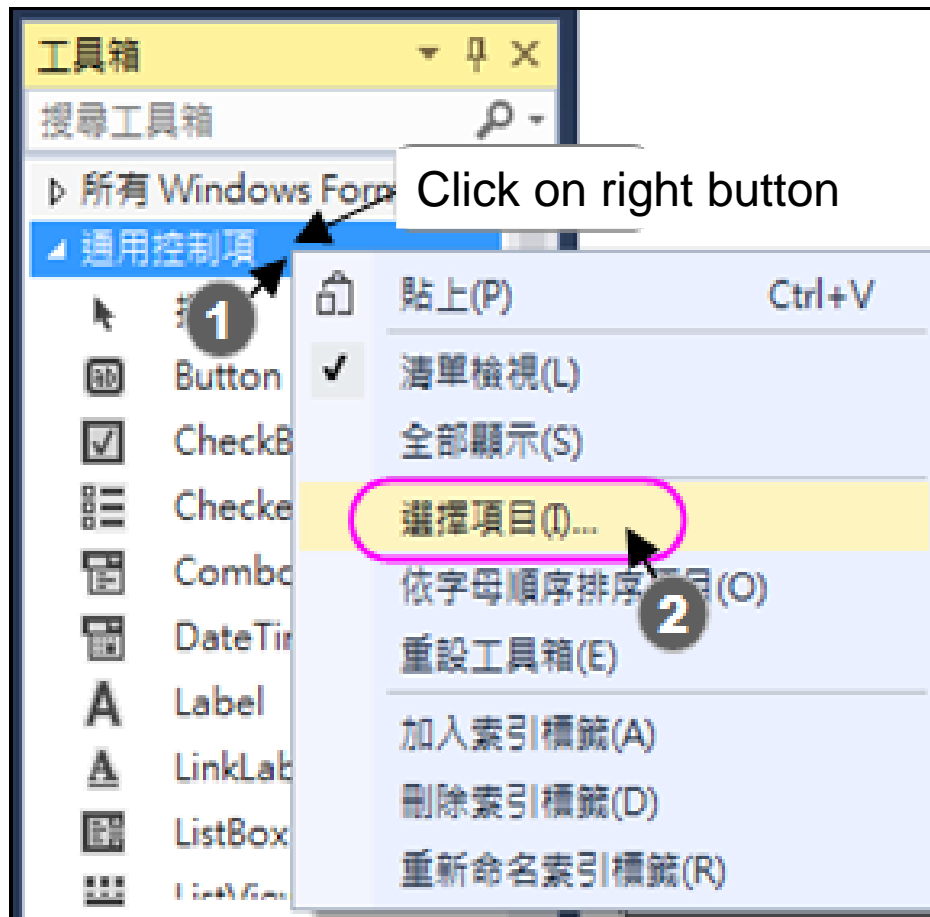 工具箱
搜尋工具箱
所有 Windows Form
Click on right button
通用控制項
1
貼上(P) Ctrl+V
Button
清單檢視(L)
CheckB
全部顯示(S)
Checke
選擇項目(I)...
Combo
依字母順序排序項目(O)
2
DateTin
重設工具箱(E)
Label
加入索引標籤(A)
LinkLab
刪除索引標籤(D)
ListBox
重新命名索引標籤(R)
ListView